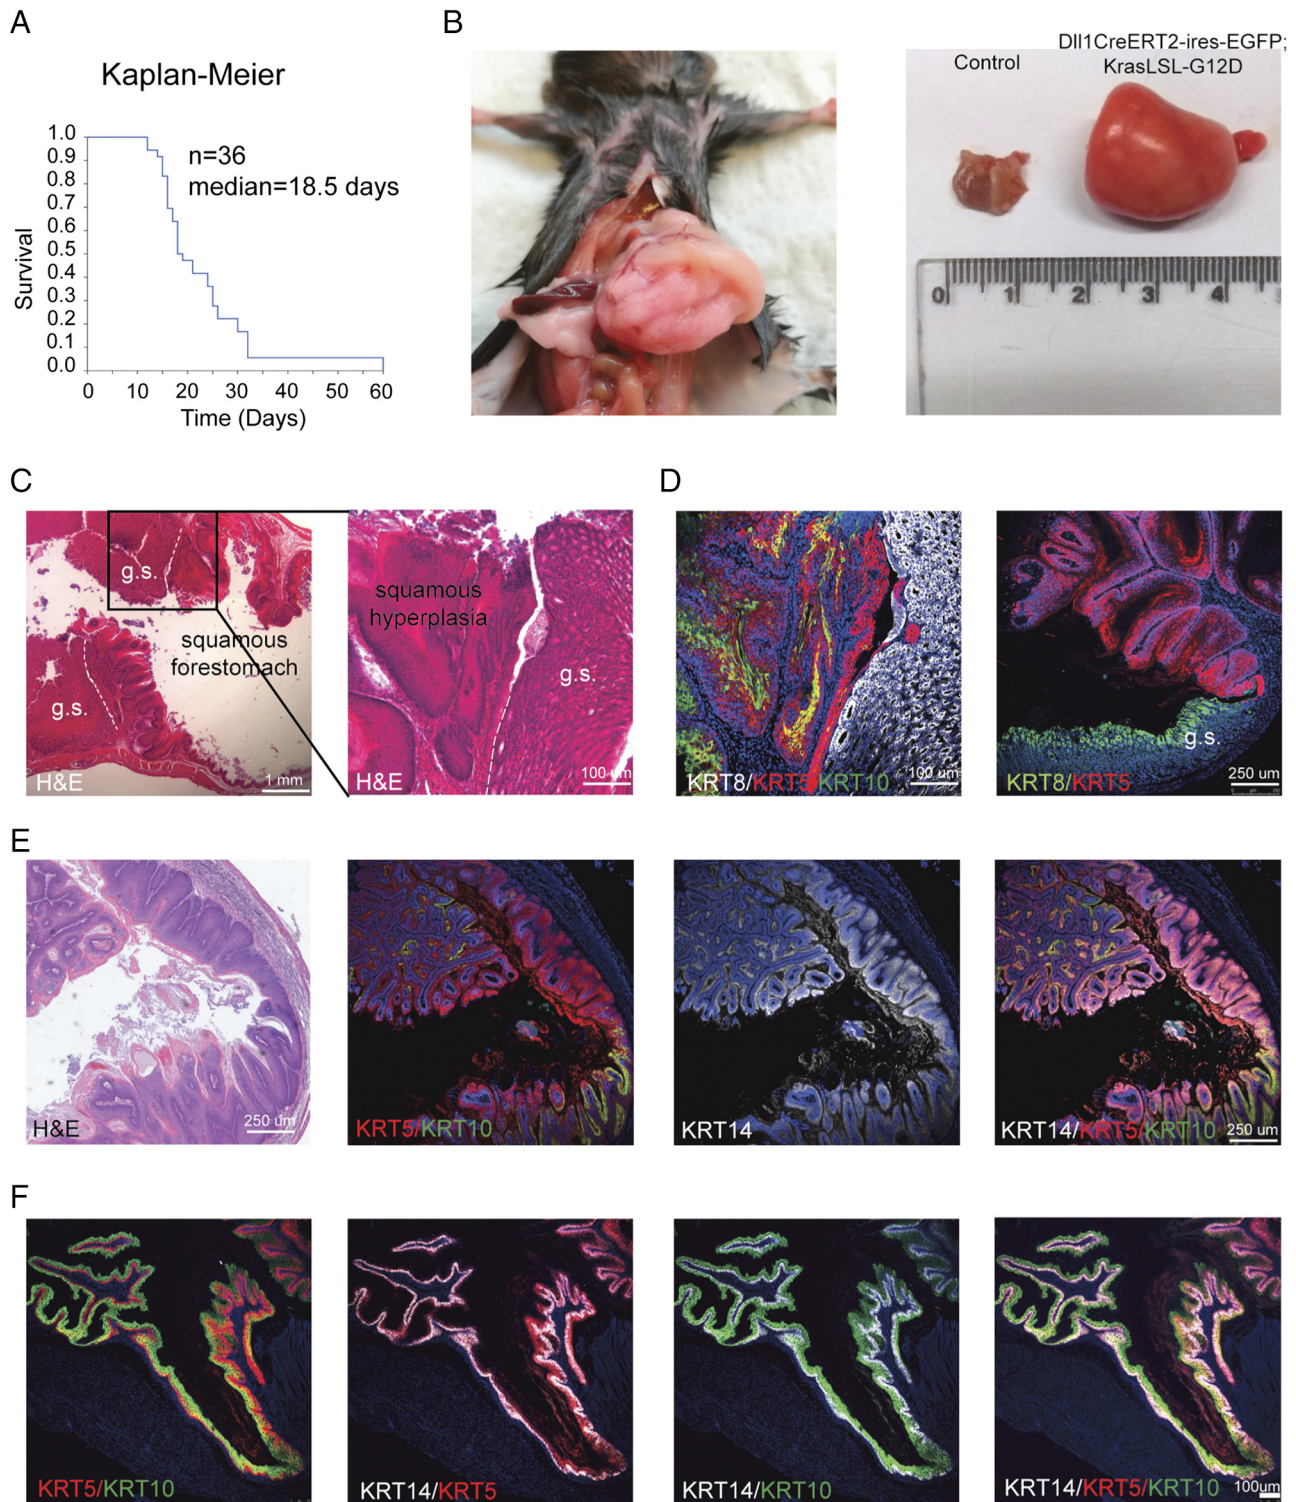 A
Kaplan-Meier
1.0
0.9
0.8
0.7
0.6
0.5
0.4
0.3
0.2
0.1
0.0
Survival
n=36
median=18.5 days
0 10 20 30 40 50 60
Time (Days)
B
Control
Dll1CreERT2-ires-EGFP;
KrasLSL-G12D
0 1 2 3 4
C
g.s.
squamous
forestomach
g.s.
H&E
1 mm
squamous
hyperplasia
g.s.
H&E
100 um
D
KRT8/KRT5/KRT10
100 um
g.s.
KRT8/KRT5
250 um
E
H&E
250 um
KRT5/KRT10
KRT14
KRT14/KRT5/KRT10
250 um
F
KRT5/KRT10
KRT14/KRT5
KRT14/KRT10
KRT14/KRT5/KRT10
100um